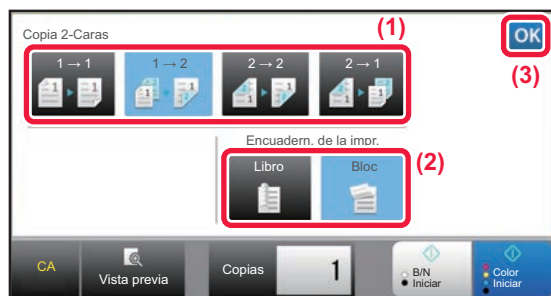 Copia 2-Caras
(1)
OK
1 → 1
1 → 2
2 → 2
2 → 1
(3)
Encuadern. de la impr.
Libro
Bloc
(2)
CA
Vista previa
Copias
1
B/N
Iniciar
Color
Iniciar